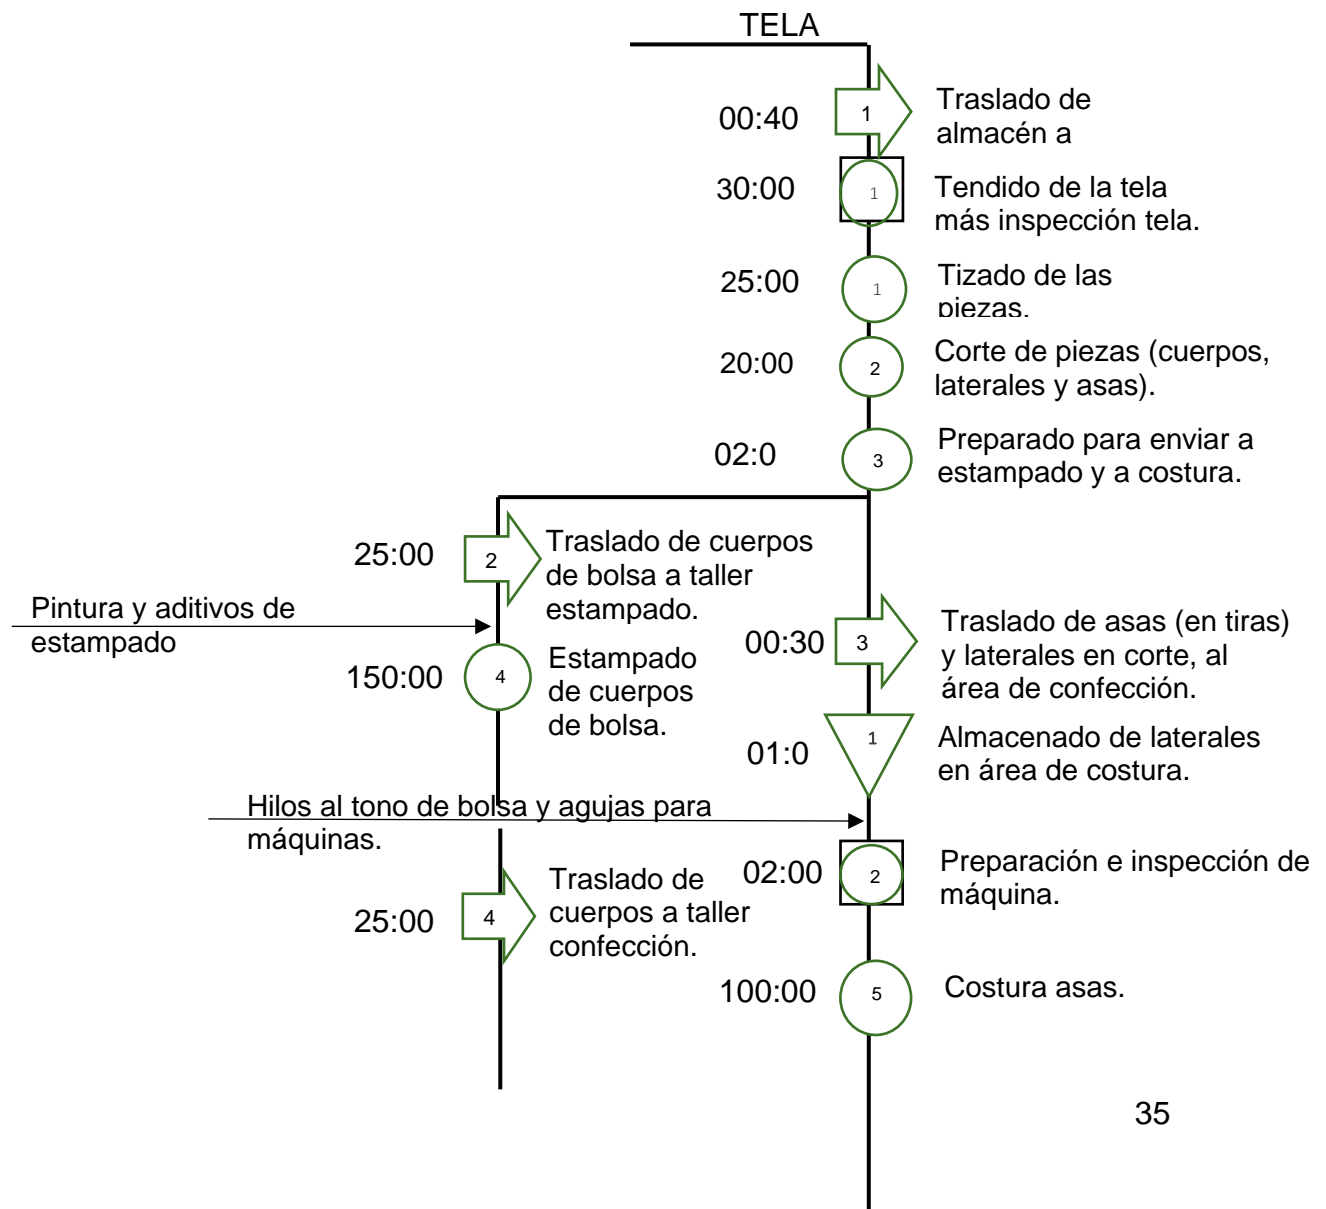 TELA
00:40
1
Traslado de
almacén a
30:00
1
Tendido de la tela
más inspección tela.
25:00
1
Tizado de las
piezas.
20:00
2
Corte de piezas (cuerpos,
laterales y asas).
02:0
3
Preparado para enviar a
estampado y a costura.
25:00
2
Traslado de cuerpos
de bolsa a taller
estampado.
Pintura y aditivos de
estampado
00:30
3
Traslado de asas (en tiras)
y laterales en corte, al
área de confección.
150:00
4
Estampado
de cuerpos
de bolsa.
01:0
1
Almacenado de laterales
en área de costura.
Hilos al tono de bolsa y agujas para
máquinas.
02:00
2
Preparación e inspección de
máquina.
25:00
4
Traslado de
cuerpos a taller
confección.
100:00
5
Costura asas.
35